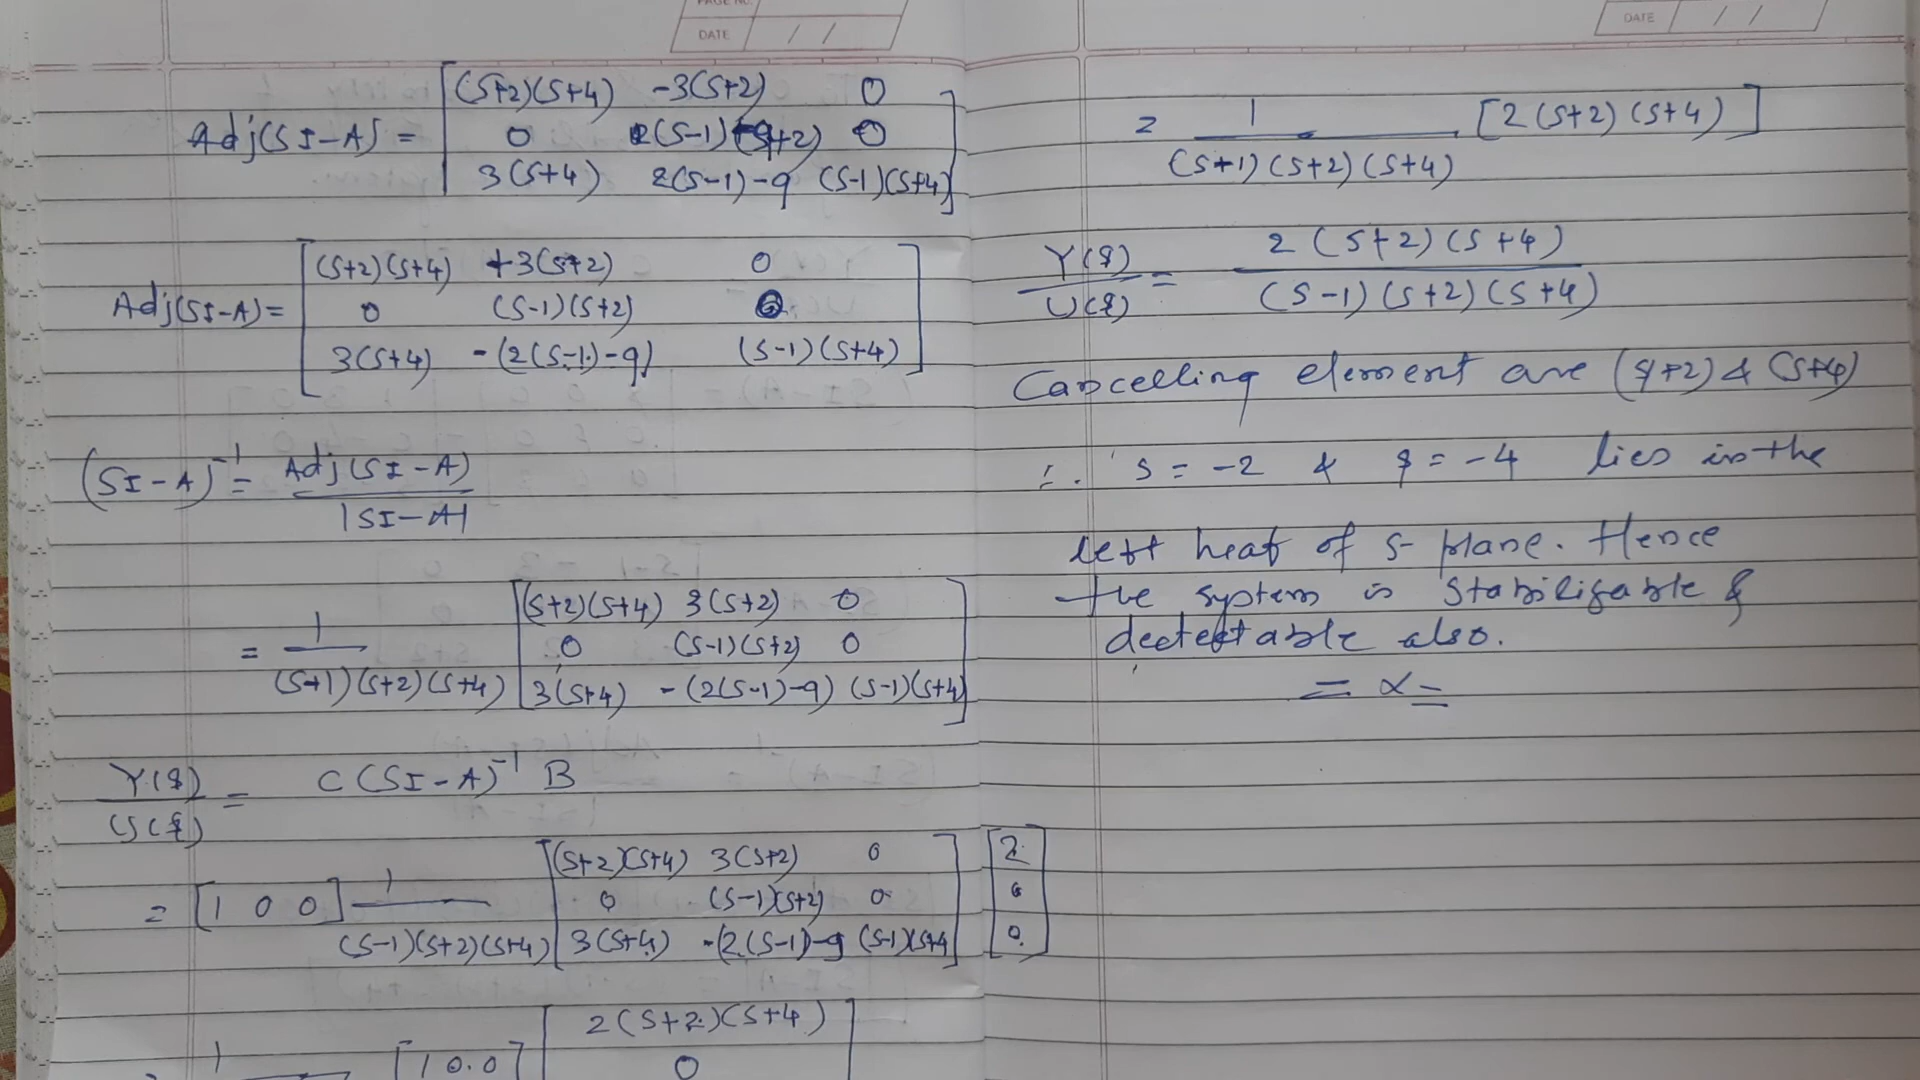 PAGE NO.
DATE / /
Adj(SI-A) = [(S+2)(S+4) -3(S+2) 0
0 (S-1)(S+2) 0
3(S+4) 2(S-1)-9 (S-1)(S+4)]
Adj(SI-A) = [(S+2)(S+4) +3(S+2) 0
0 (S-1)(S+2) 0
3(S+4) -(2(S-1)-9) (S-1)(S+4)]
(SI-A)⁻¹ = Adj(SI-A)
|SI-A|
= 1 [(S+2)(S+4) 3(S+2) 0
0 (S-1)(S+2) 0
(S+1)(S+2)(S+4) 3(S+4) -(2(S-1)-9) (S-1)(S+4)]
Y(s) = C(SI-A)⁻¹ B
U(s)
= [1 0 0] 1 [(S+2)(S+4) 3(S+2) 0 [2
0 (S-1)(S+2) 0 0
(S-1)(S+2)(S+4) 3(S+4) -(2(S-1)-9 (S-1)(S+4] 0]
1 [1 0 0] [2(S+2)(S+4)]
0
DATE / /
= 1 [2(S+2)(S+4)]
(S+1)(S+2)(S+4)
Y(s) = 2(S+2)(S+4)
U(s) (S-1)(S+2)(S+4)
Cancelling element are (s+2) & (S+4)
∴ s = -2 & s = -4 lies in the
left heaf of s-plane. Hence
the system is stabilizable &
dectectable also.
= α =